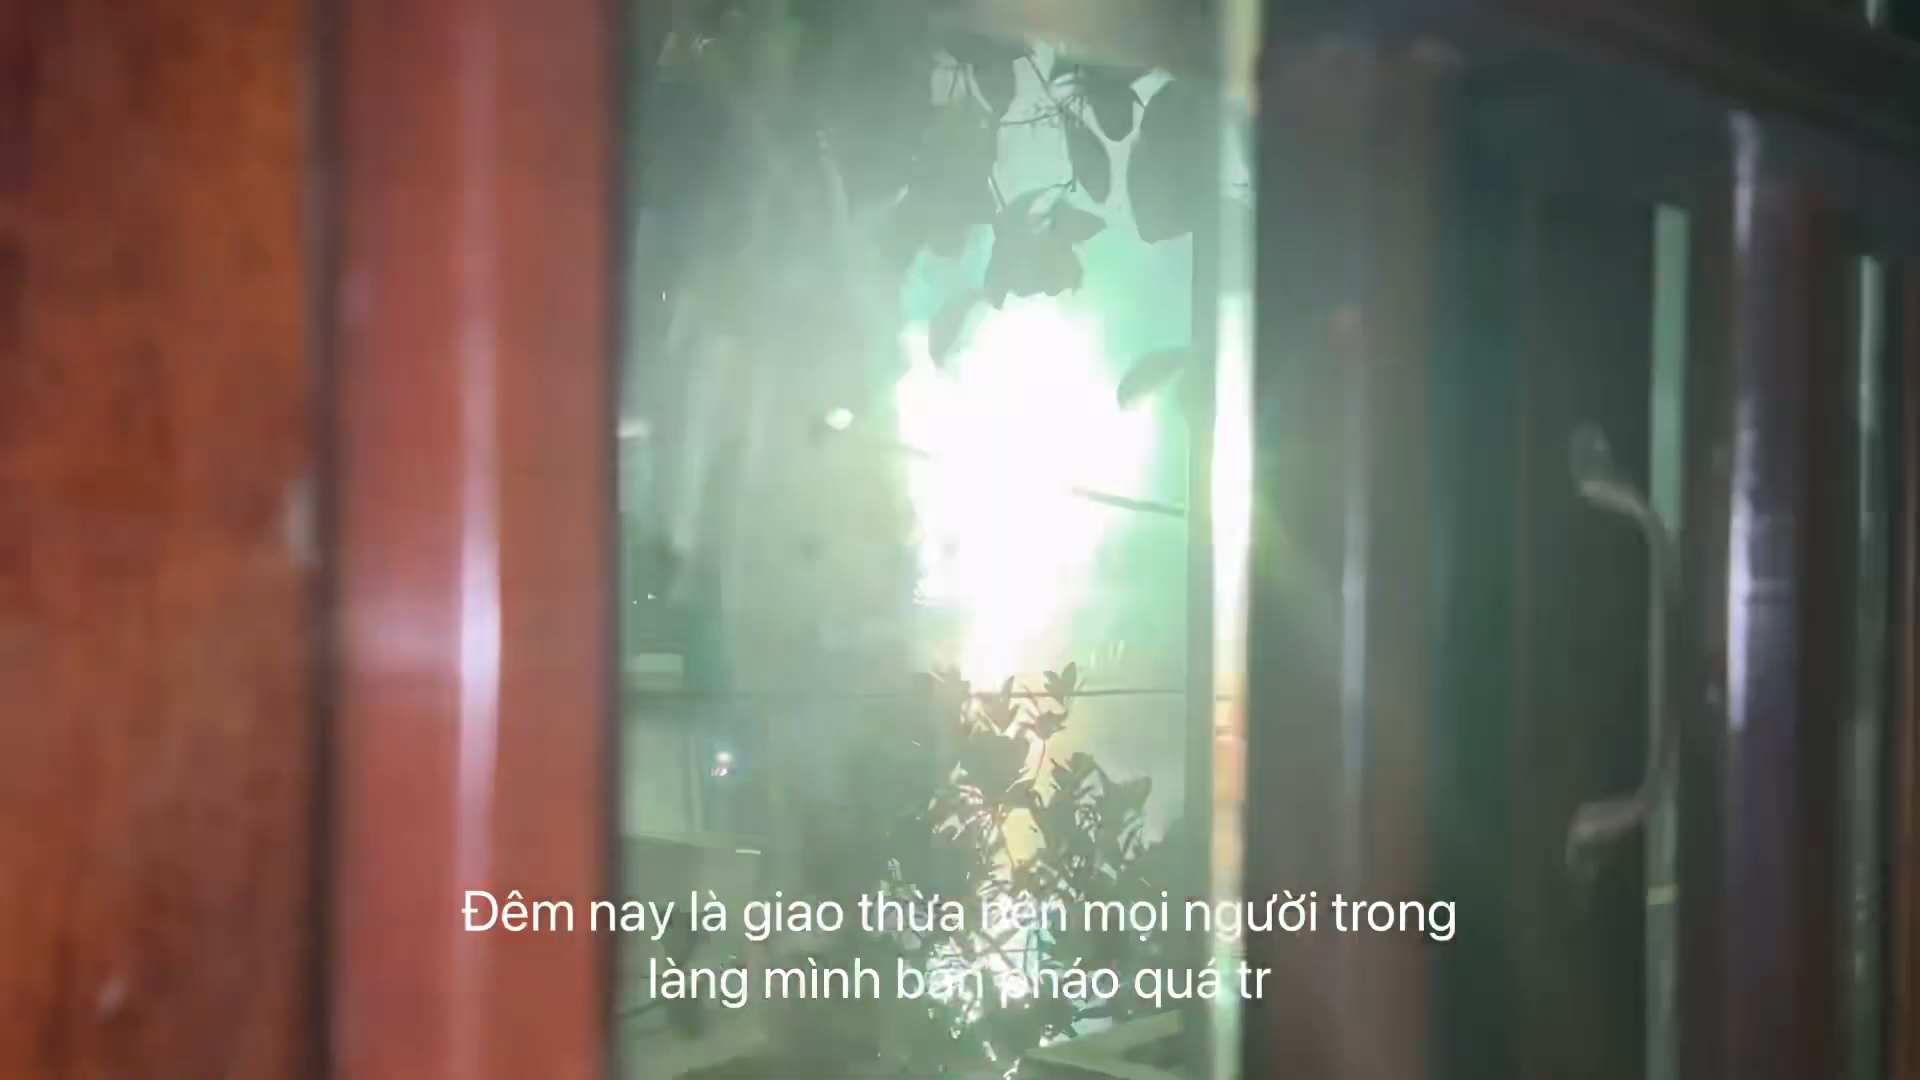 Đêm nay là giao thừa nên mọi người trong
làng mình bắn pháo quá tr